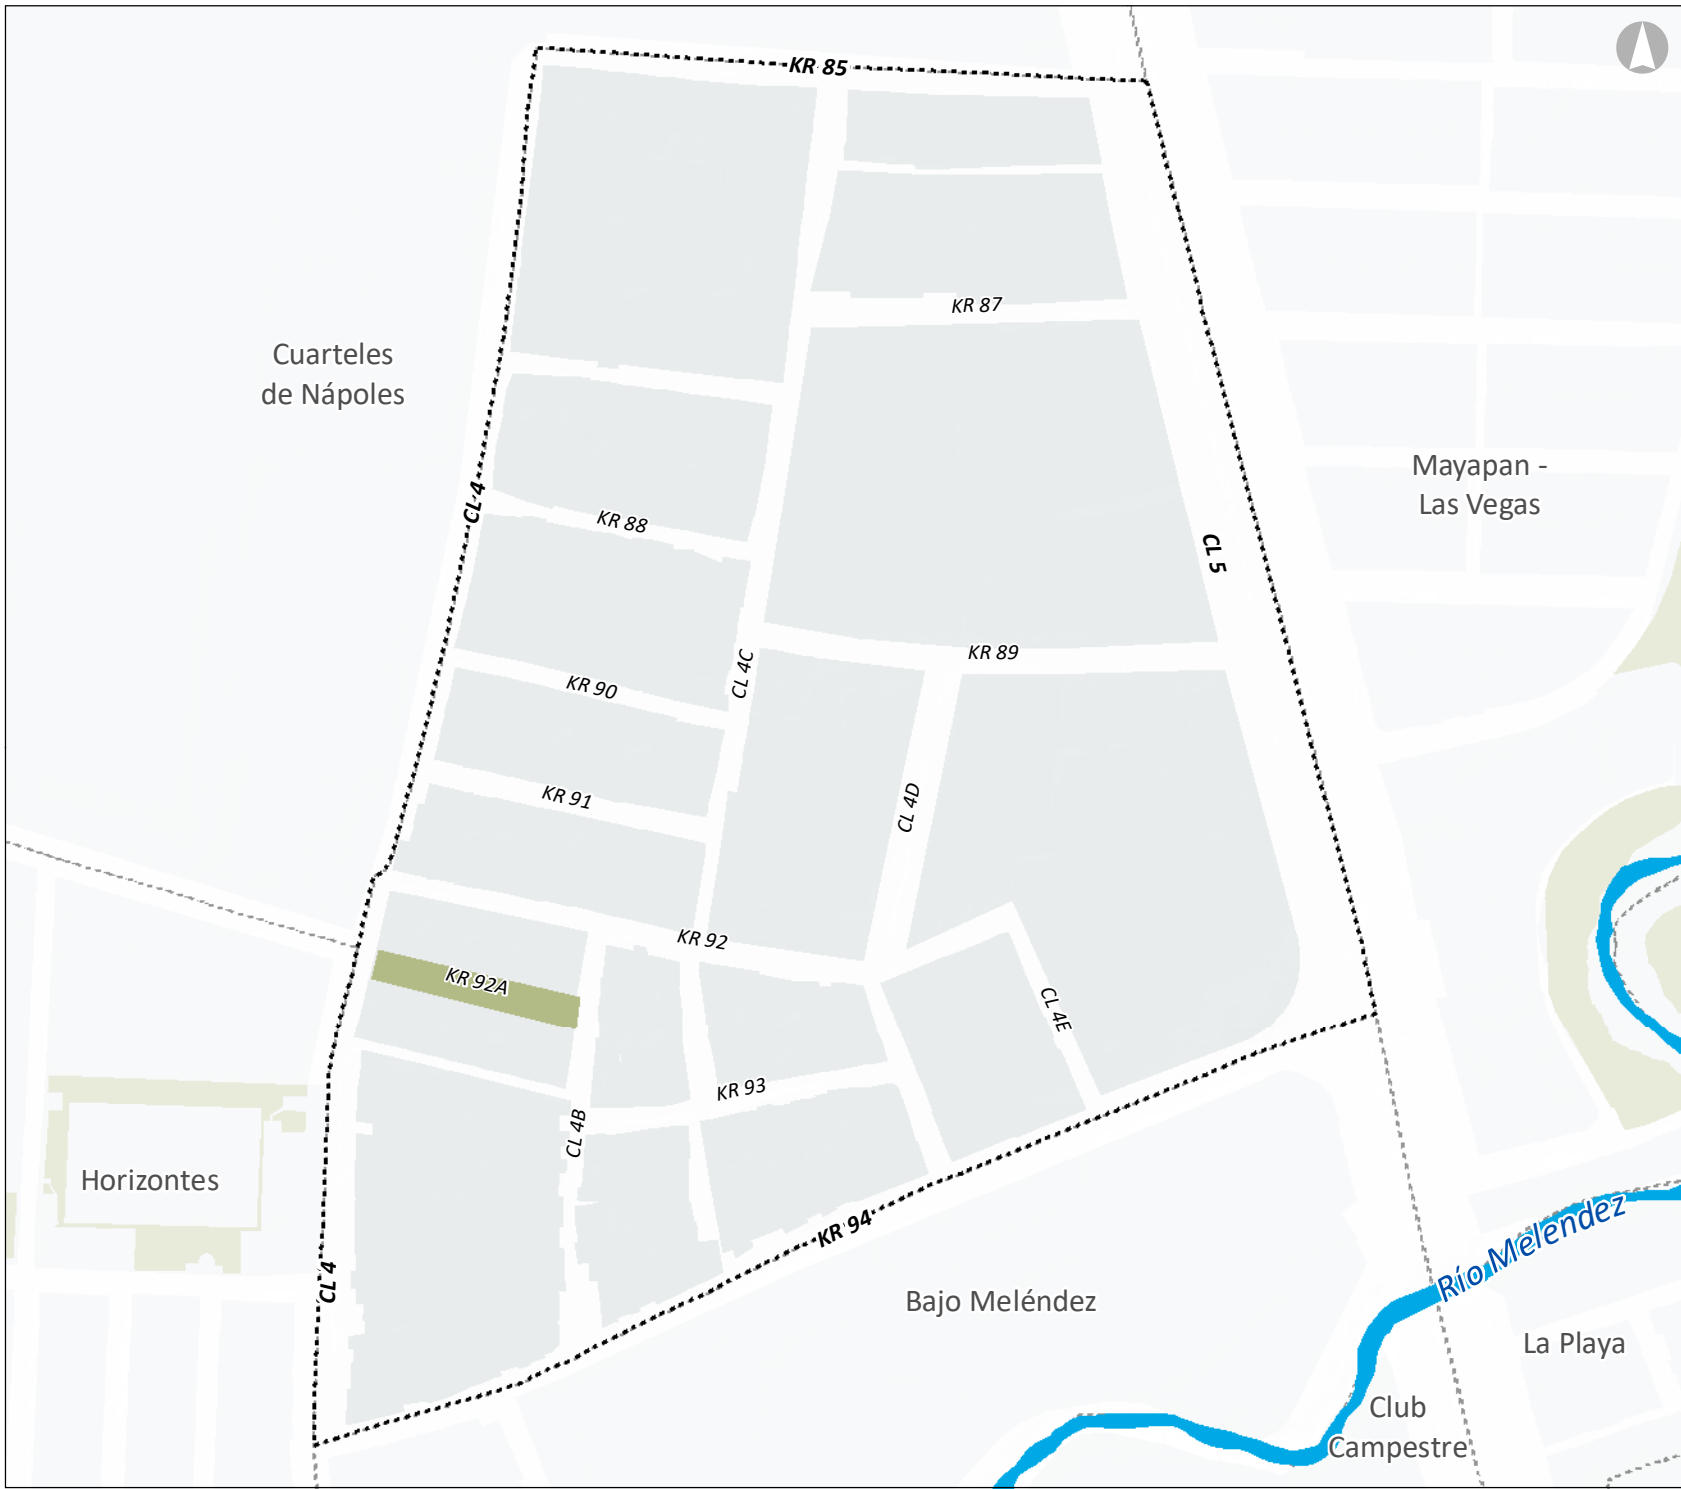 KR 85
KR 87
Cuarteles
de Nápoles
Mayapan -
Las Vegas
CL 4
KR 88
CL 5
KR 89
CL 4C
KR 90
KR 91
CL 4D
KR 92
KR 92A
CL 4E
KR 93
CL 4B
Horizontes
KR 94
Río Melendez
CL 4
Bajo Meléndez
La Playa
Club
Campestre